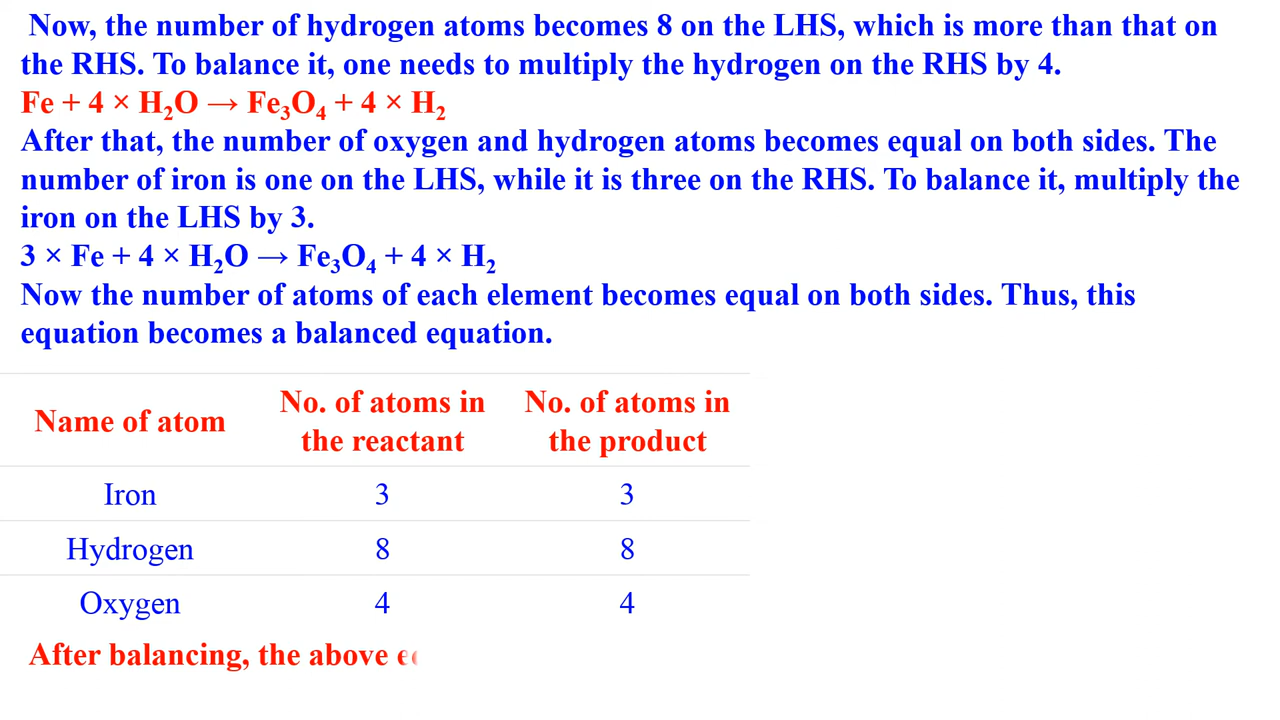 Now, the number of hydrogen atoms becomes 8 on the LHS, which is more than that on
the RHS. To balance it, one needs to multiply the hydrogen on the RHS by 4.
Fe + 4 × H₂O → Fe₃O₄ + 4 × H₂
After that, the number of oxygen and hydrogen atoms becomes equal on both sides. The
number of iron is one on the LHS, while it is three on the RHS. To balance it, multiply the
iron on the LHS by 3.
3 × Fe + 4 × H₂O → Fe₃O₄ + 4 × H₂
Now the number of atoms of each element becomes equal on both sides. Thus, this
equation becomes a balanced equation.
Name of atom No. of atoms in the reactant No. of atoms in the product
Iron 3 3
Hydrogen 8 8
Oxygen 4 4
After balancing, the above